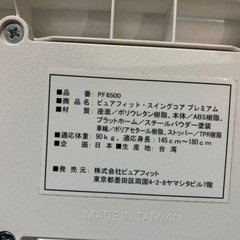 ■品　　番：PF6500
■商 品 名：ピュアフィット・スイングコア プレミアム
■材　　質：座面／ポリウレタン樹脂、本体／ABS樹脂、
プラットホーム／スチールパウダー塗装
車輪／ポリアセタール樹脂、ストッパー／TPR樹脂
■適応体重：90kg、適応身長：145cm～180cm
■企　　画：日 本　■生 産 地：台 湾
■発 売 元：株式会社ピュアフィット
東京都墨田区両国4-2-8ヤマシタビル7階
MADE IN TAIWAN